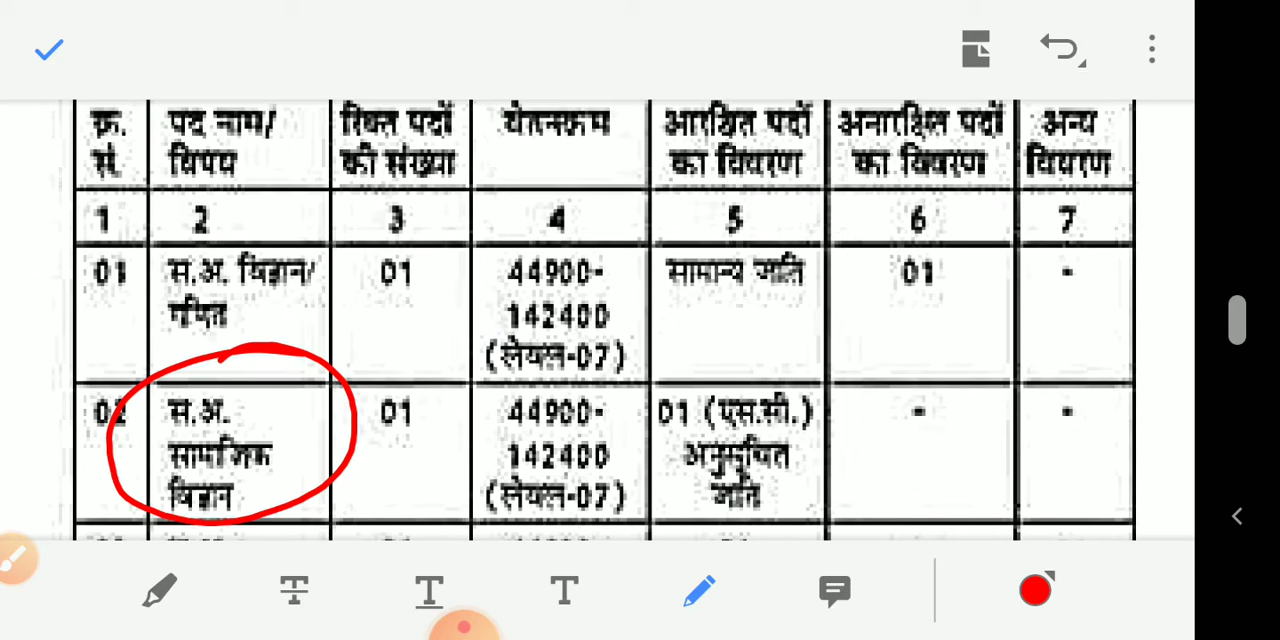 क्र. पद नाम/ रिक्त पदों वेतनक्रम आरक्षित पदों अनारक्षित पदों अन्य
सं. विषय की संख्या का विवरण का विवरण विवरण
1 2 3 4 5 6 7
01 स.अ. विज्ञान/ 01 44900- सामान्य जाति 01 -
गणित 142400
(लेवल-07)
02 स.अ. 01 44900- 01 (एस.सी.) - -
सामाजिक 142400 अनुसूचित
विज्ञान (लेवल-07) जाति